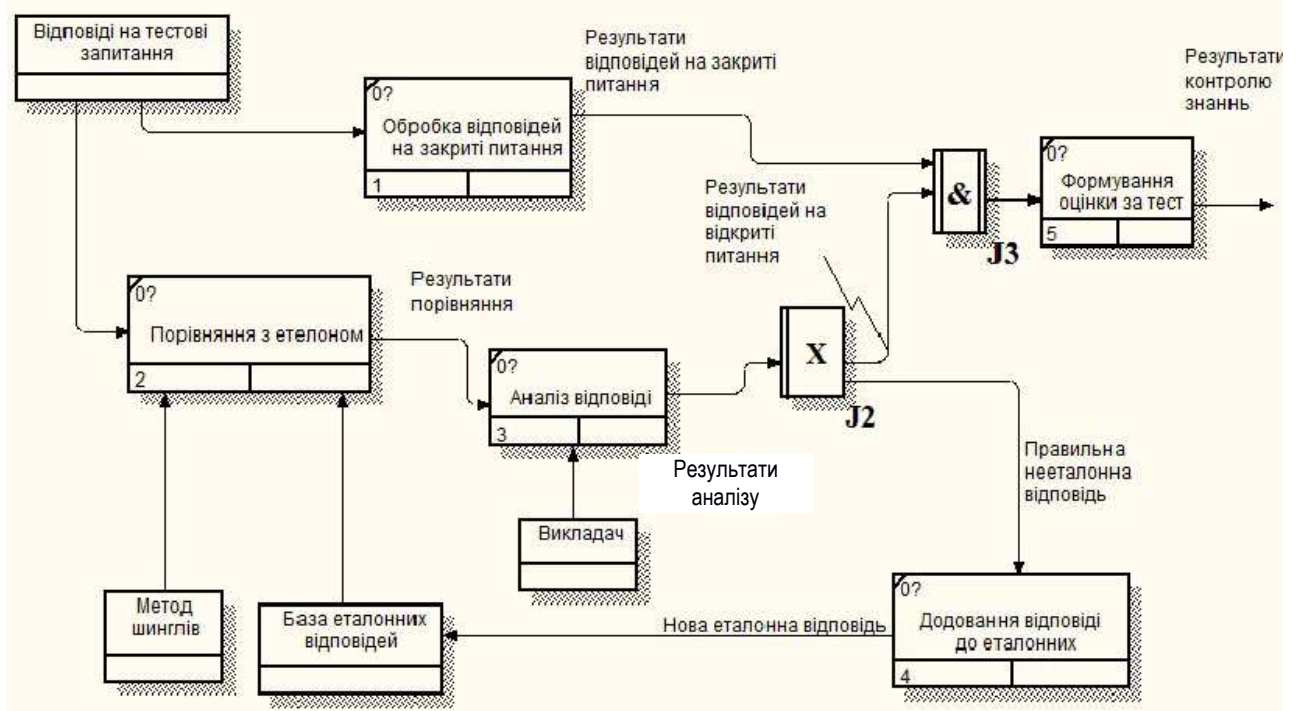 Відповіді на тестові
запитання
Результати
відповідей на закриті
питання
Результати
контролю
знаннь
0?
Обробка відповідей
на закриті питання
1
0?
Формування
оцінки за тест
5
&
J3
Результати
відповідей на
відкриті
питання
0?
Порівняння з етелоном
2
Результати
порівняння
0?
Аналіз відповіді
3
X
J2
Результати
аналізу
Правильна
нееталонна
відповідь
Викладач
Метод
шинглів
База еталонних
відповідей
Нова еталонна відповідь
0?
Додовання відповіді
до еталонних
4